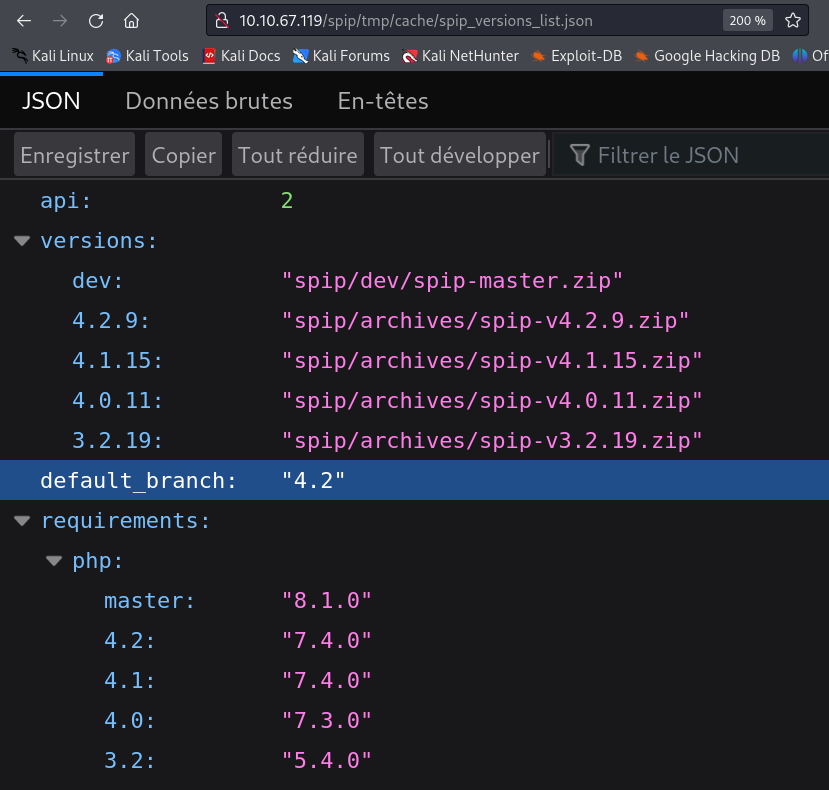 10.10.67.119/spip/tmp/cache/spip_versions_list.json 200 %
Kali Linux Kali Tools Kali Docs Kali Forums Kali NetHunter Exploit-DB Google Hacking DB Of
JSON Données brutes En-têtes
Enregistrer Copier Tout réduire Tout développer Filtrer le JSON
api: 2
versions:
dev: "spip/dev/spip-master.zip"
4.2.9: "spip/archives/spip-v4.2.9.zip"
4.1.15: "spip/archives/spip-v4.1.15.zip"
4.0.11: "spip/archives/spip-v4.0.11.zip"
3.2.19: "spip/archives/spip-v3.2.19.zip"
default_branch: "4.2"
requirements:
php:
master: "8.1.0"
4.2: "7.4.0"
4.1: "7.4.0"
4.0: "7.3.0"
3.2: "5.4.0"